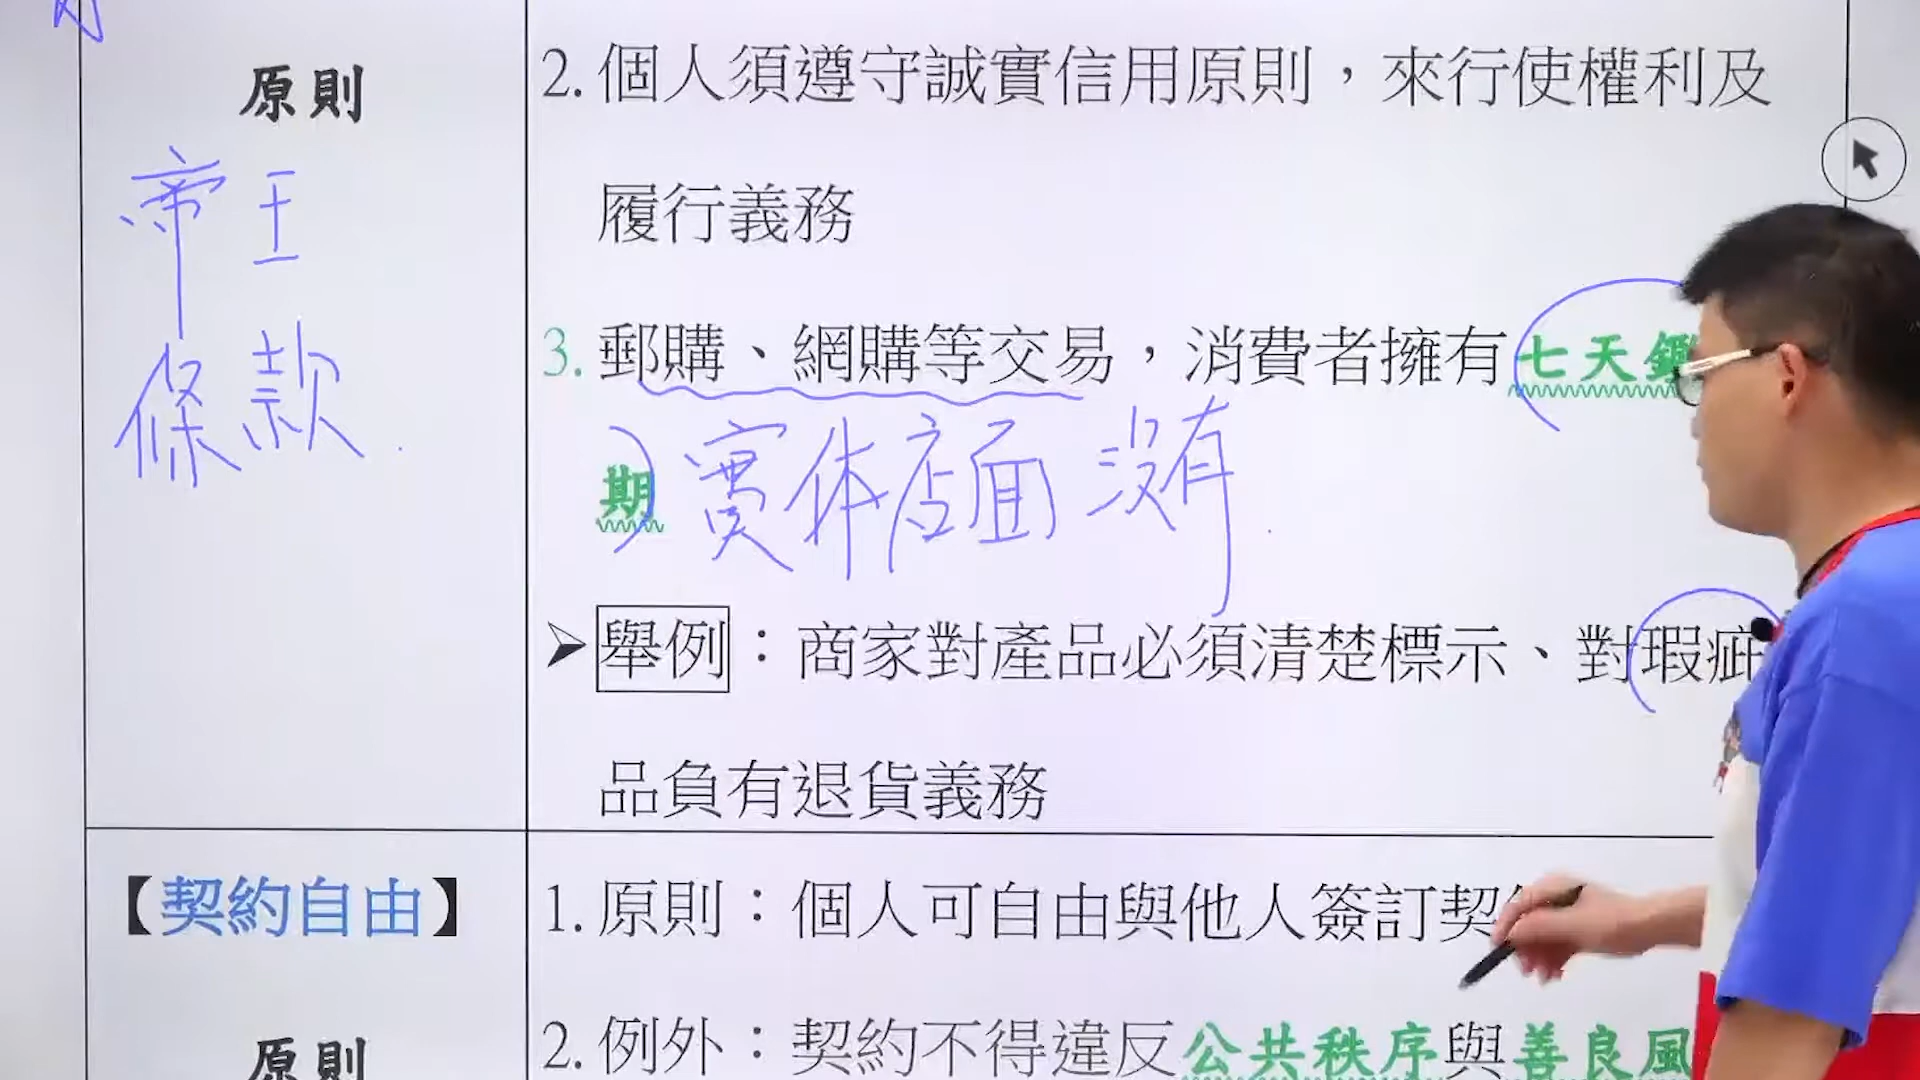 原則
帝王
條款
2. 個人須遵守誠實信用原則，來行使權利及
履行義務
3. 郵購、網購等交易，消費者擁有七天鑑
期 實体店面 沒有
➢舉例：商家對產品必須清楚標示、對瑕疵
品負有退貨義務
【契約自由】
原則
1. 原則：個人可自由與他人簽訂契
2. 例外：契約不得違反公共秩序與善良風